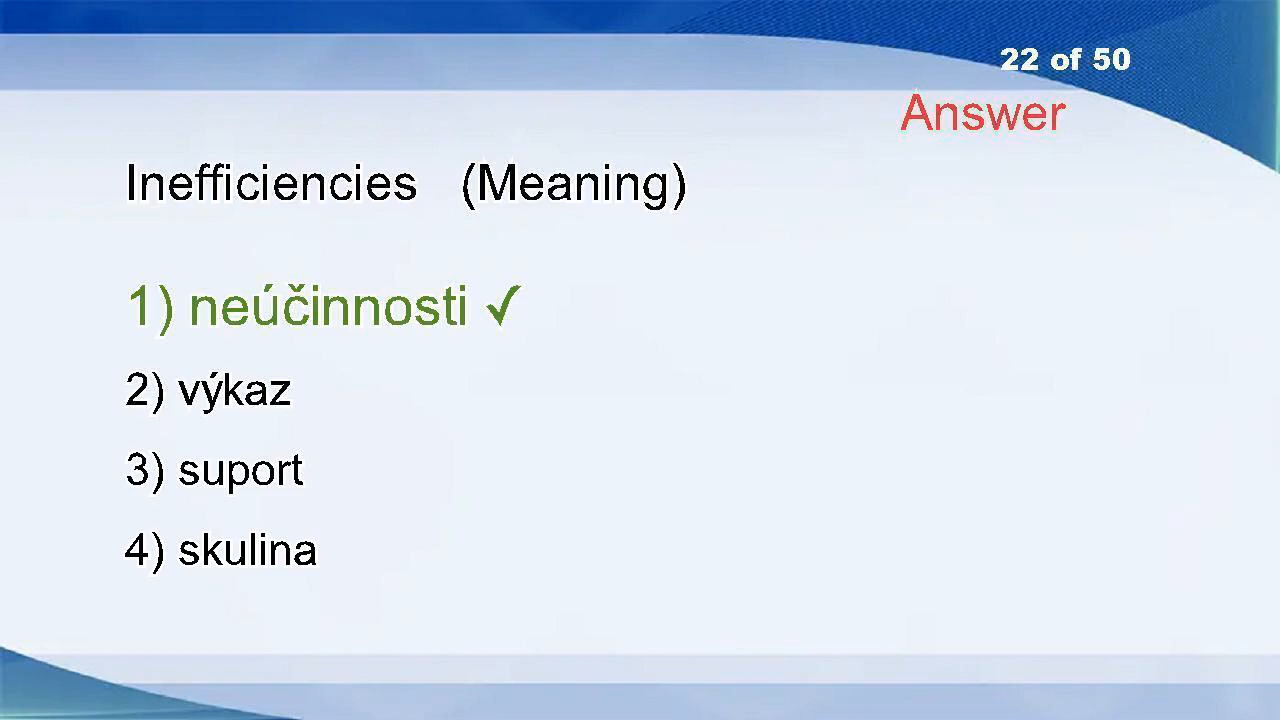 22 of 50
Answer
Inefficiencies (Meaning)
1) neúčinnosti ✓
2) výkaz
3) suport
4) skulina